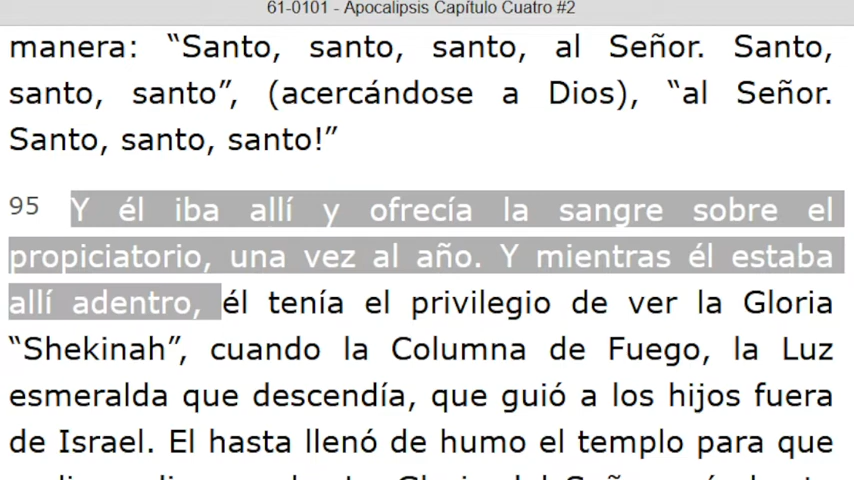 61-0101 - Apocalipsis Capítulo Cuatro #2
manera: “Santo, santo, santo, al Señor. Santo,
santo, santo”, (acercándose a Dios), “al Señor.
Santo, santo, santo!”
95 Y él iba allí y ofrecía la sangre sobre el
propiciatorio, una vez al año. Y mientras él estaba
allí adentro, él tenía el privilegio de ver la Gloria
“Shekinah”, cuando la Columna de Fuego, la Luz
esmeralda que descendía, que guió a los hijos fuera
de Israel. El hasta llenó de humo el templo para que